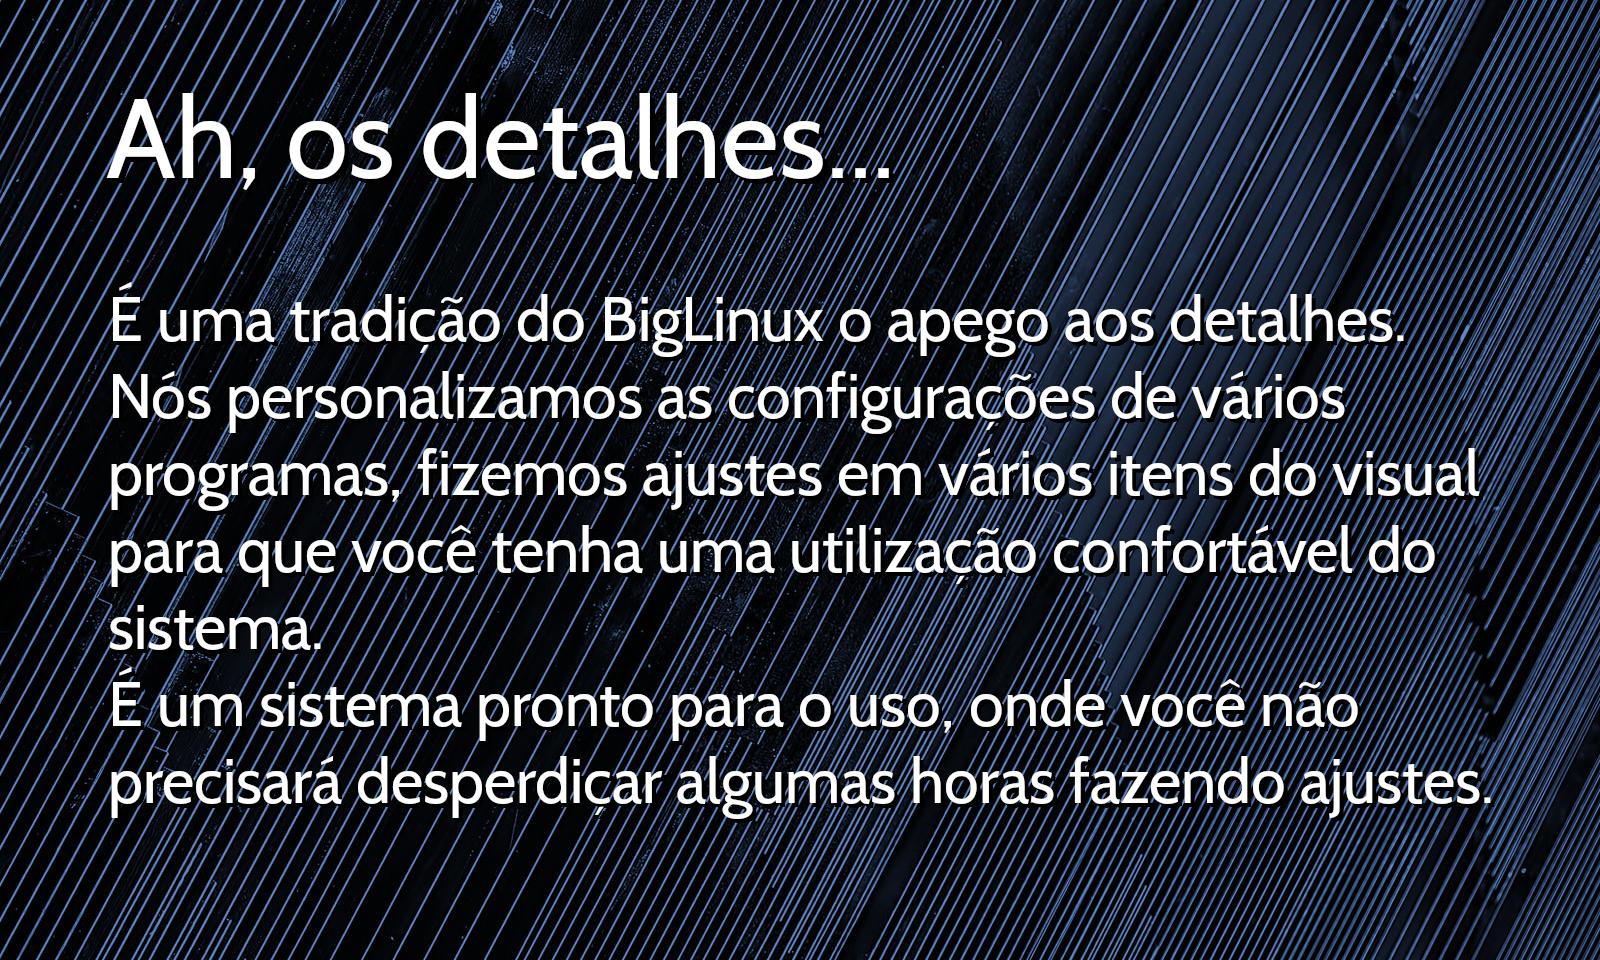 Ah, os detalhes...
É uma tradição do BigLinux o apego aos detalhes.
Nós personalizamos as configurações de vários
programas, fizemos ajustes em vários itens do visual
para que você tenha uma utilização confortável do
sistema.
É um sistema pronto para o uso, onde você não
precisará desperdiçar algumas horas fazendo ajustes.